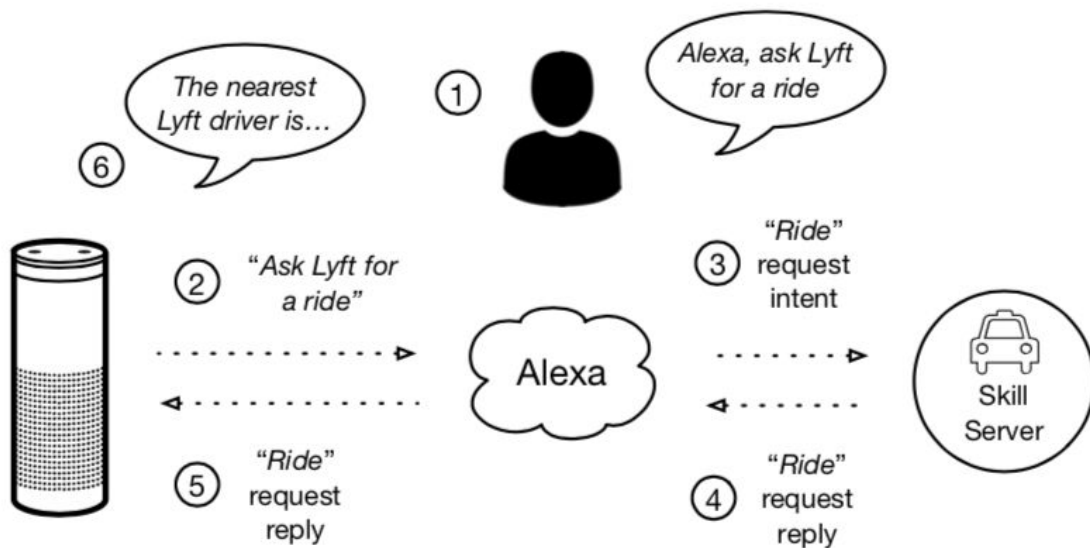 1
Alexa, ask Lyft
for a ride
2
"Ask Lyft for
a ride"
3
"Ride"
request
intent
Alexa
Skill
Server
4
"Ride"
request
reply
5
"Ride"
request
reply
6
The nearest
Lyft driver is...